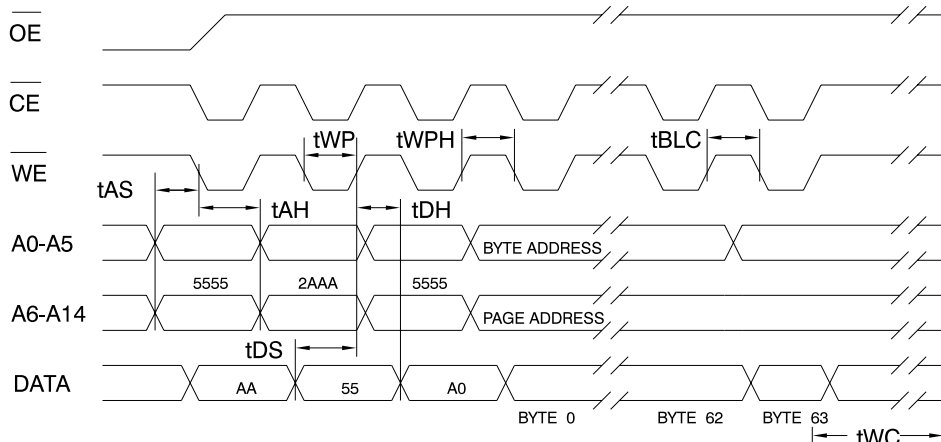 OE
CE
tWP tWPH tBLC
WE
tAS
tAH tDH
A0-A5 BYTE ADDRESS
5555 2AAA 5555
A6-A14 PAGE ADDRESS
tDS
DATA AA 55 A0
BYTE 0 BYTE 62 BYTE 63
tWC